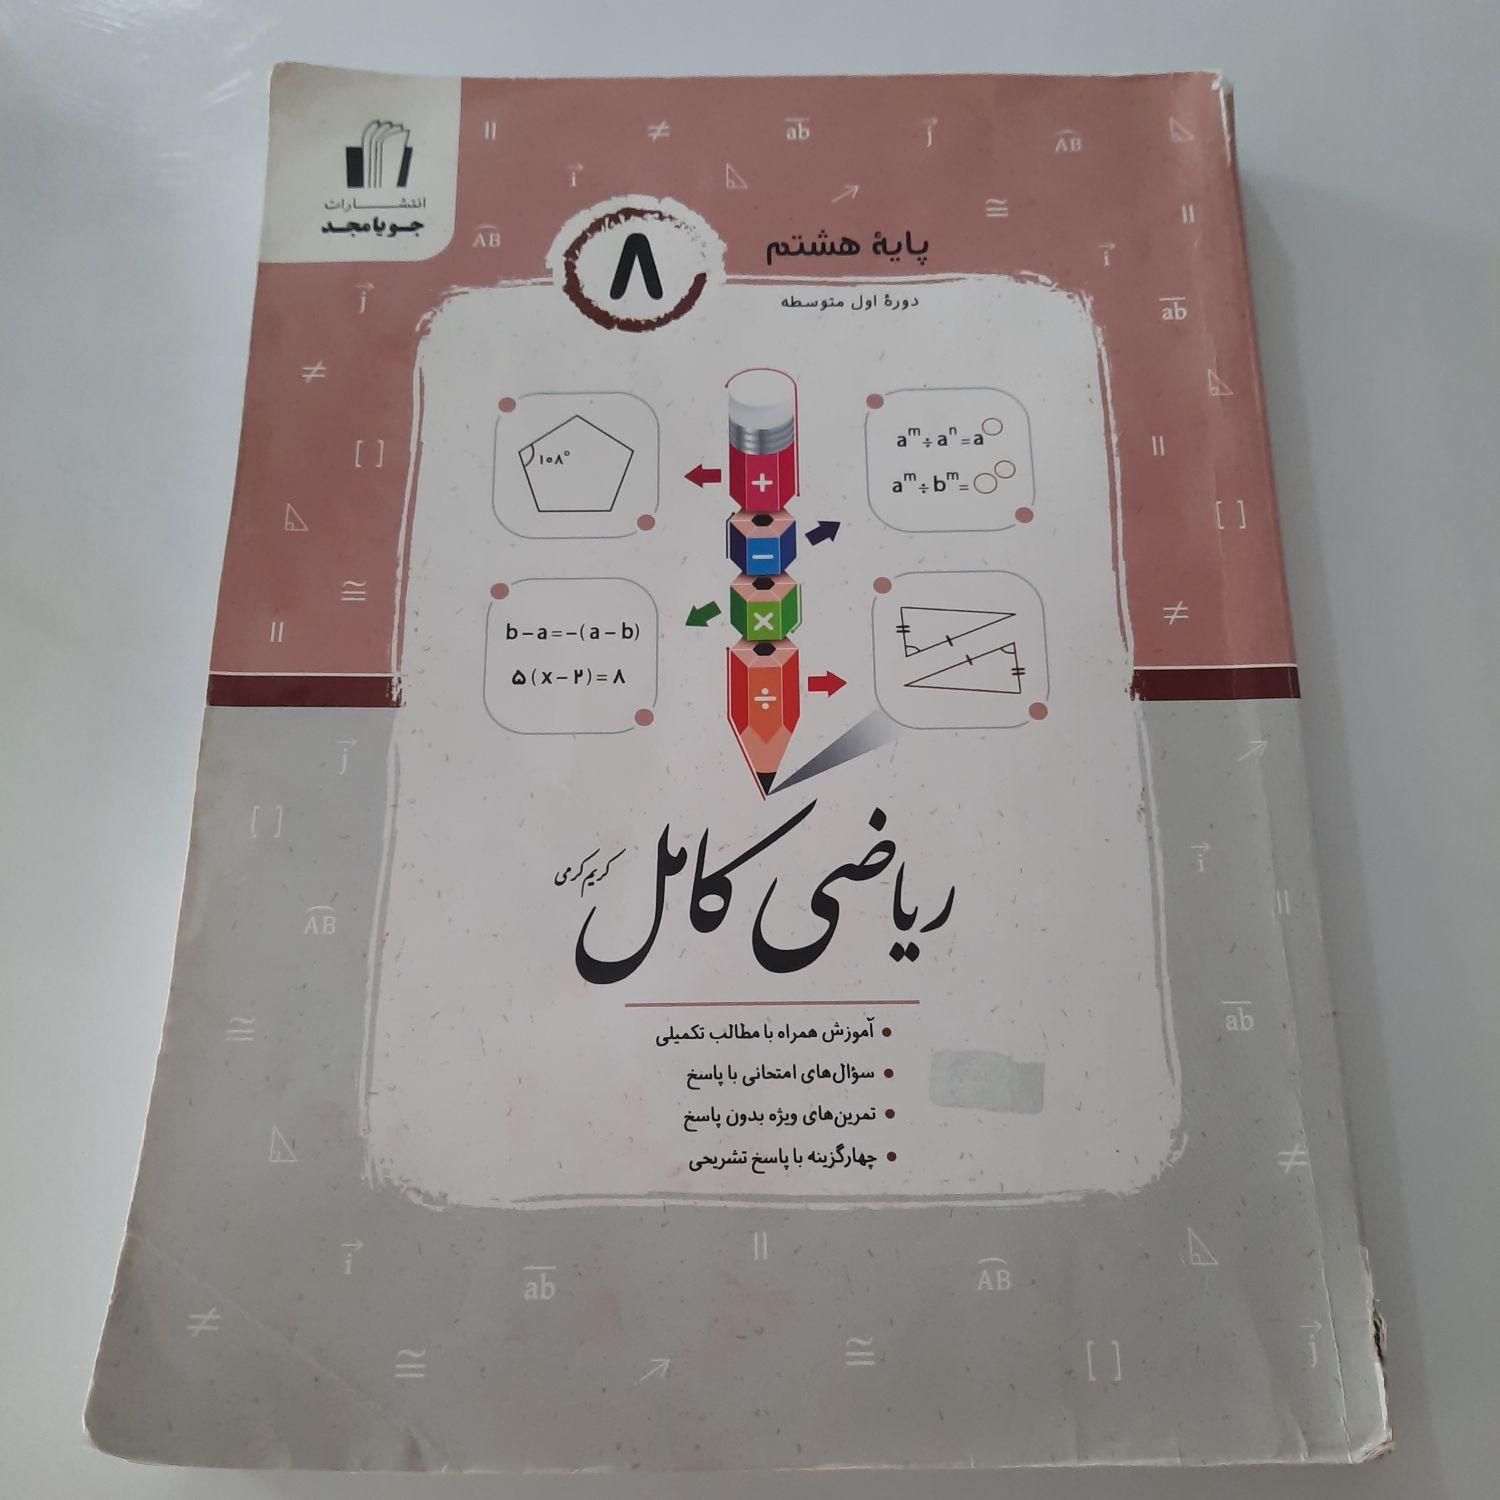 انتشارات
جویامجد
۸
پایهٔ هشتم
دورهٔ اول متوسطه
۱۰۸°
aᵐ ÷ aⁿ = a○
aᵐ ÷ bᵐ = ○○
b − a = −(a − b)
۵(x − ۲) = ۸
+
−
×
÷
ریاضی کامل
کریم کرمی
• آموزش همراه با مطالب تکمیلی
• سؤال‌های امتحانی با پاسخ
• تمرین‌های ویژه بدون پاسخ
• چهارگزینه با پاسخ تشریحی